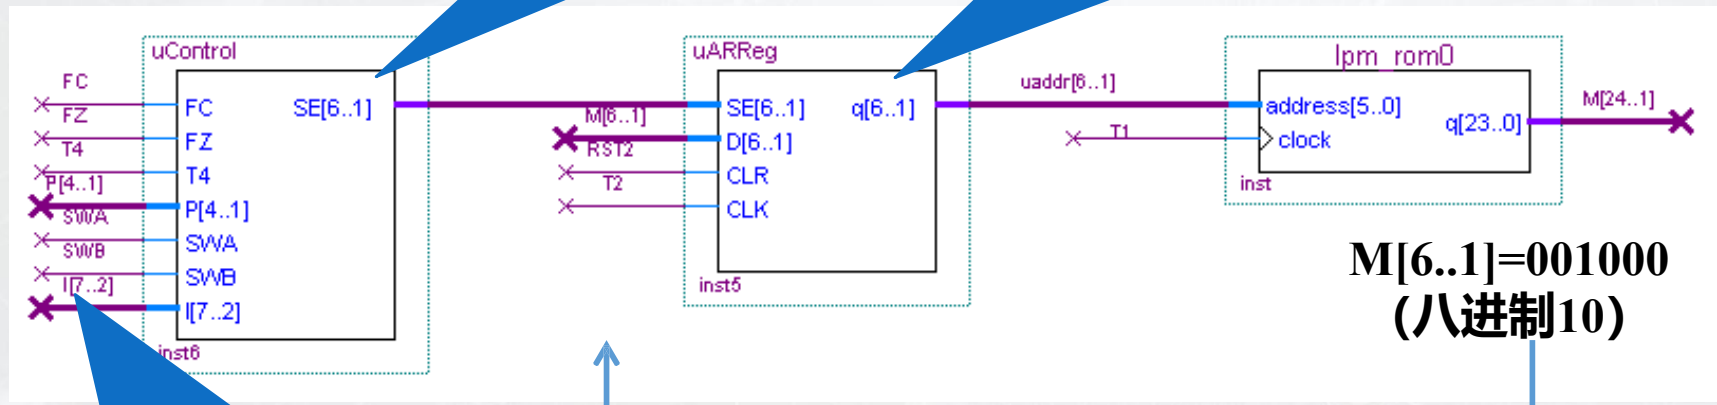 uControl
FC
FZ
T4
P[4..1]
SWA
SWB
I[7..2]
FC
FZ
T4
P[4..1]
SWA
SWB
I[7..2]
SE[6..1]
inst6
uARReg
M[6..1]
RST2
T2
SE[6..1]
D[6..1]
CLR
CLK
q[6..1]
inst5
uaddr[6..1]
T1
lpm_rom0
address[5..0]
clock
q[23..0]
inst
M[24..1]
M[6..1]=001000
(八进制10)